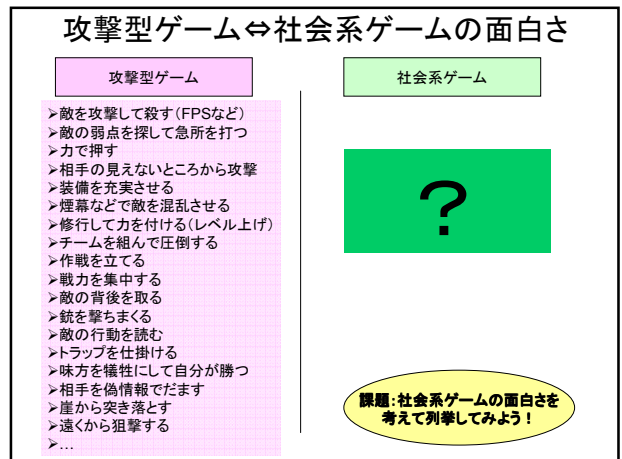 攻撃型ゲーム⇔社会系ゲームの面白さ
攻撃型ゲーム
➢敵を攻撃して殺す(FPSなど)
➢敵の弱点を探して急所を打つ
➢力で押す
➢相手の見えないところから攻撃
➢装備を充実させる
➢煙幕などで敵を混乱させる
➢修行して力を付ける(レベル上げ)
➢チームを組んで圧倒する
➢作戦を立てる
➢戦力を集中する
➢敵の背後を取る
➢銃を撃ちまくる
➢敵の行動を読む
➢トラップを仕掛ける
➢味方を犠牲にして自分が勝つ
➢相手を偽情報でだます
➢崖から突き落とす
➢遠くから狙撃する
➢…
社会系ゲーム
?
課題:社会系ゲームの面白さを
考えて列挙してみよう!